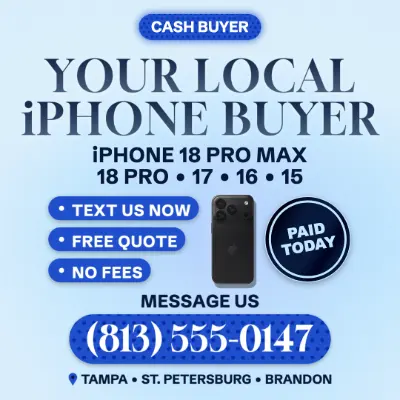 CASH BUYER
YOUR LOCAL
iPHONE BUYER
iPHONE 18 PRO MAX
18 PRO • 17 • 16 • 15
• TEXT US NOW
• FREE QUOTE
• NO FEES
PAID
TODAY
MESSAGE US
(813) 555-0147
TAMPA • ST. PETERSBURG • BRANDON